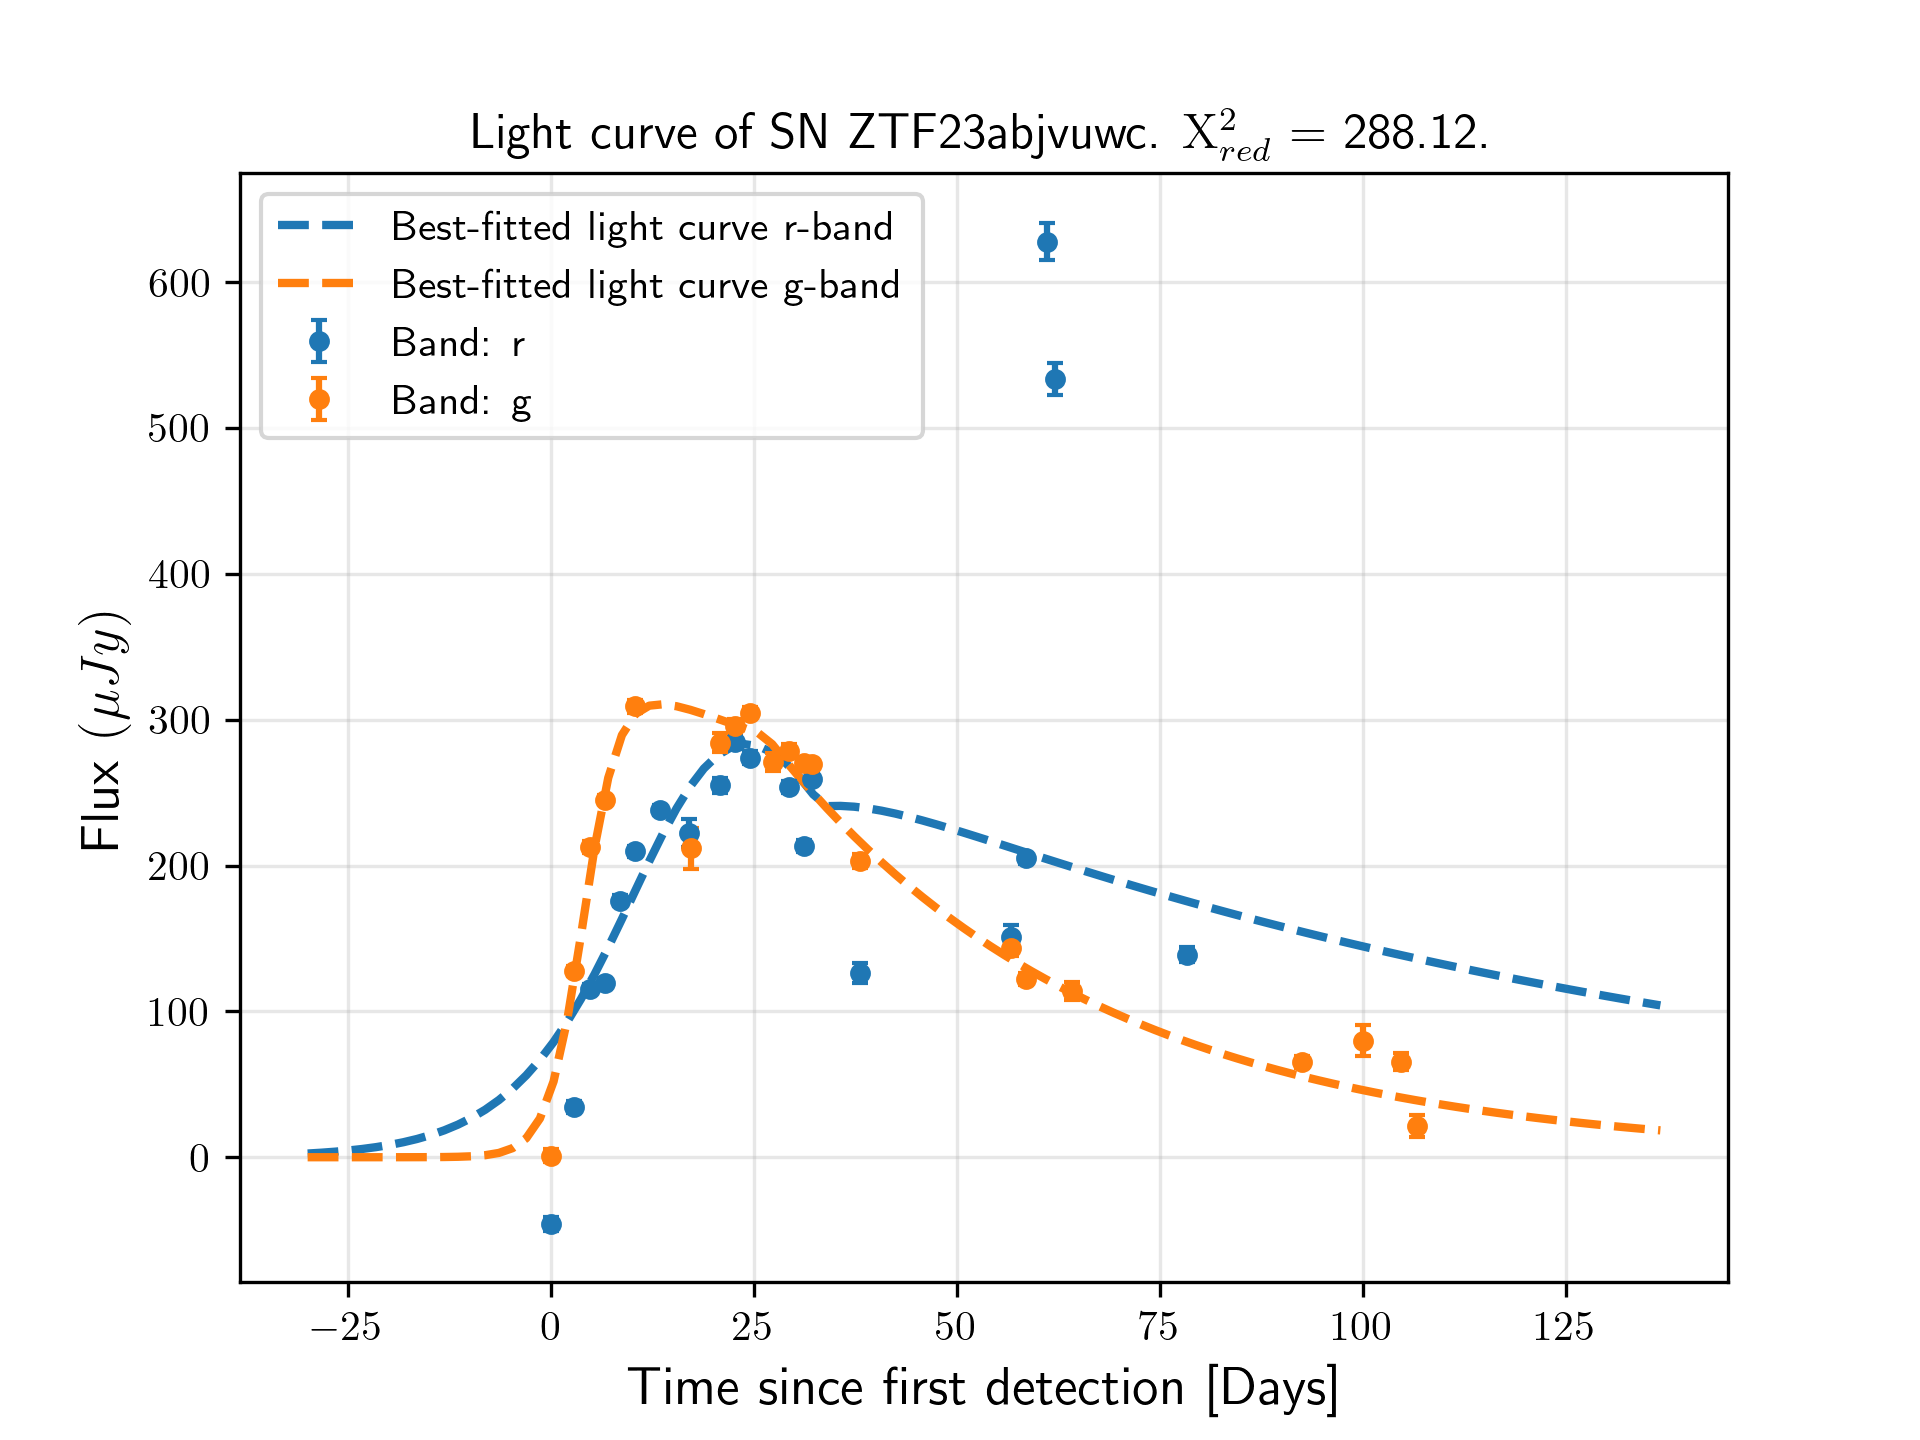 Light curve of SN ZTF23abjvuwc. X²_red = 288.12.
Best-fitted light curve r-band
Best-fitted light curve g-band
Band: r
Band: g
600
500
400
300
200
100
0
Flux (μJy)
−25 0 25 50 75 100 125
Time since first detection [Days]